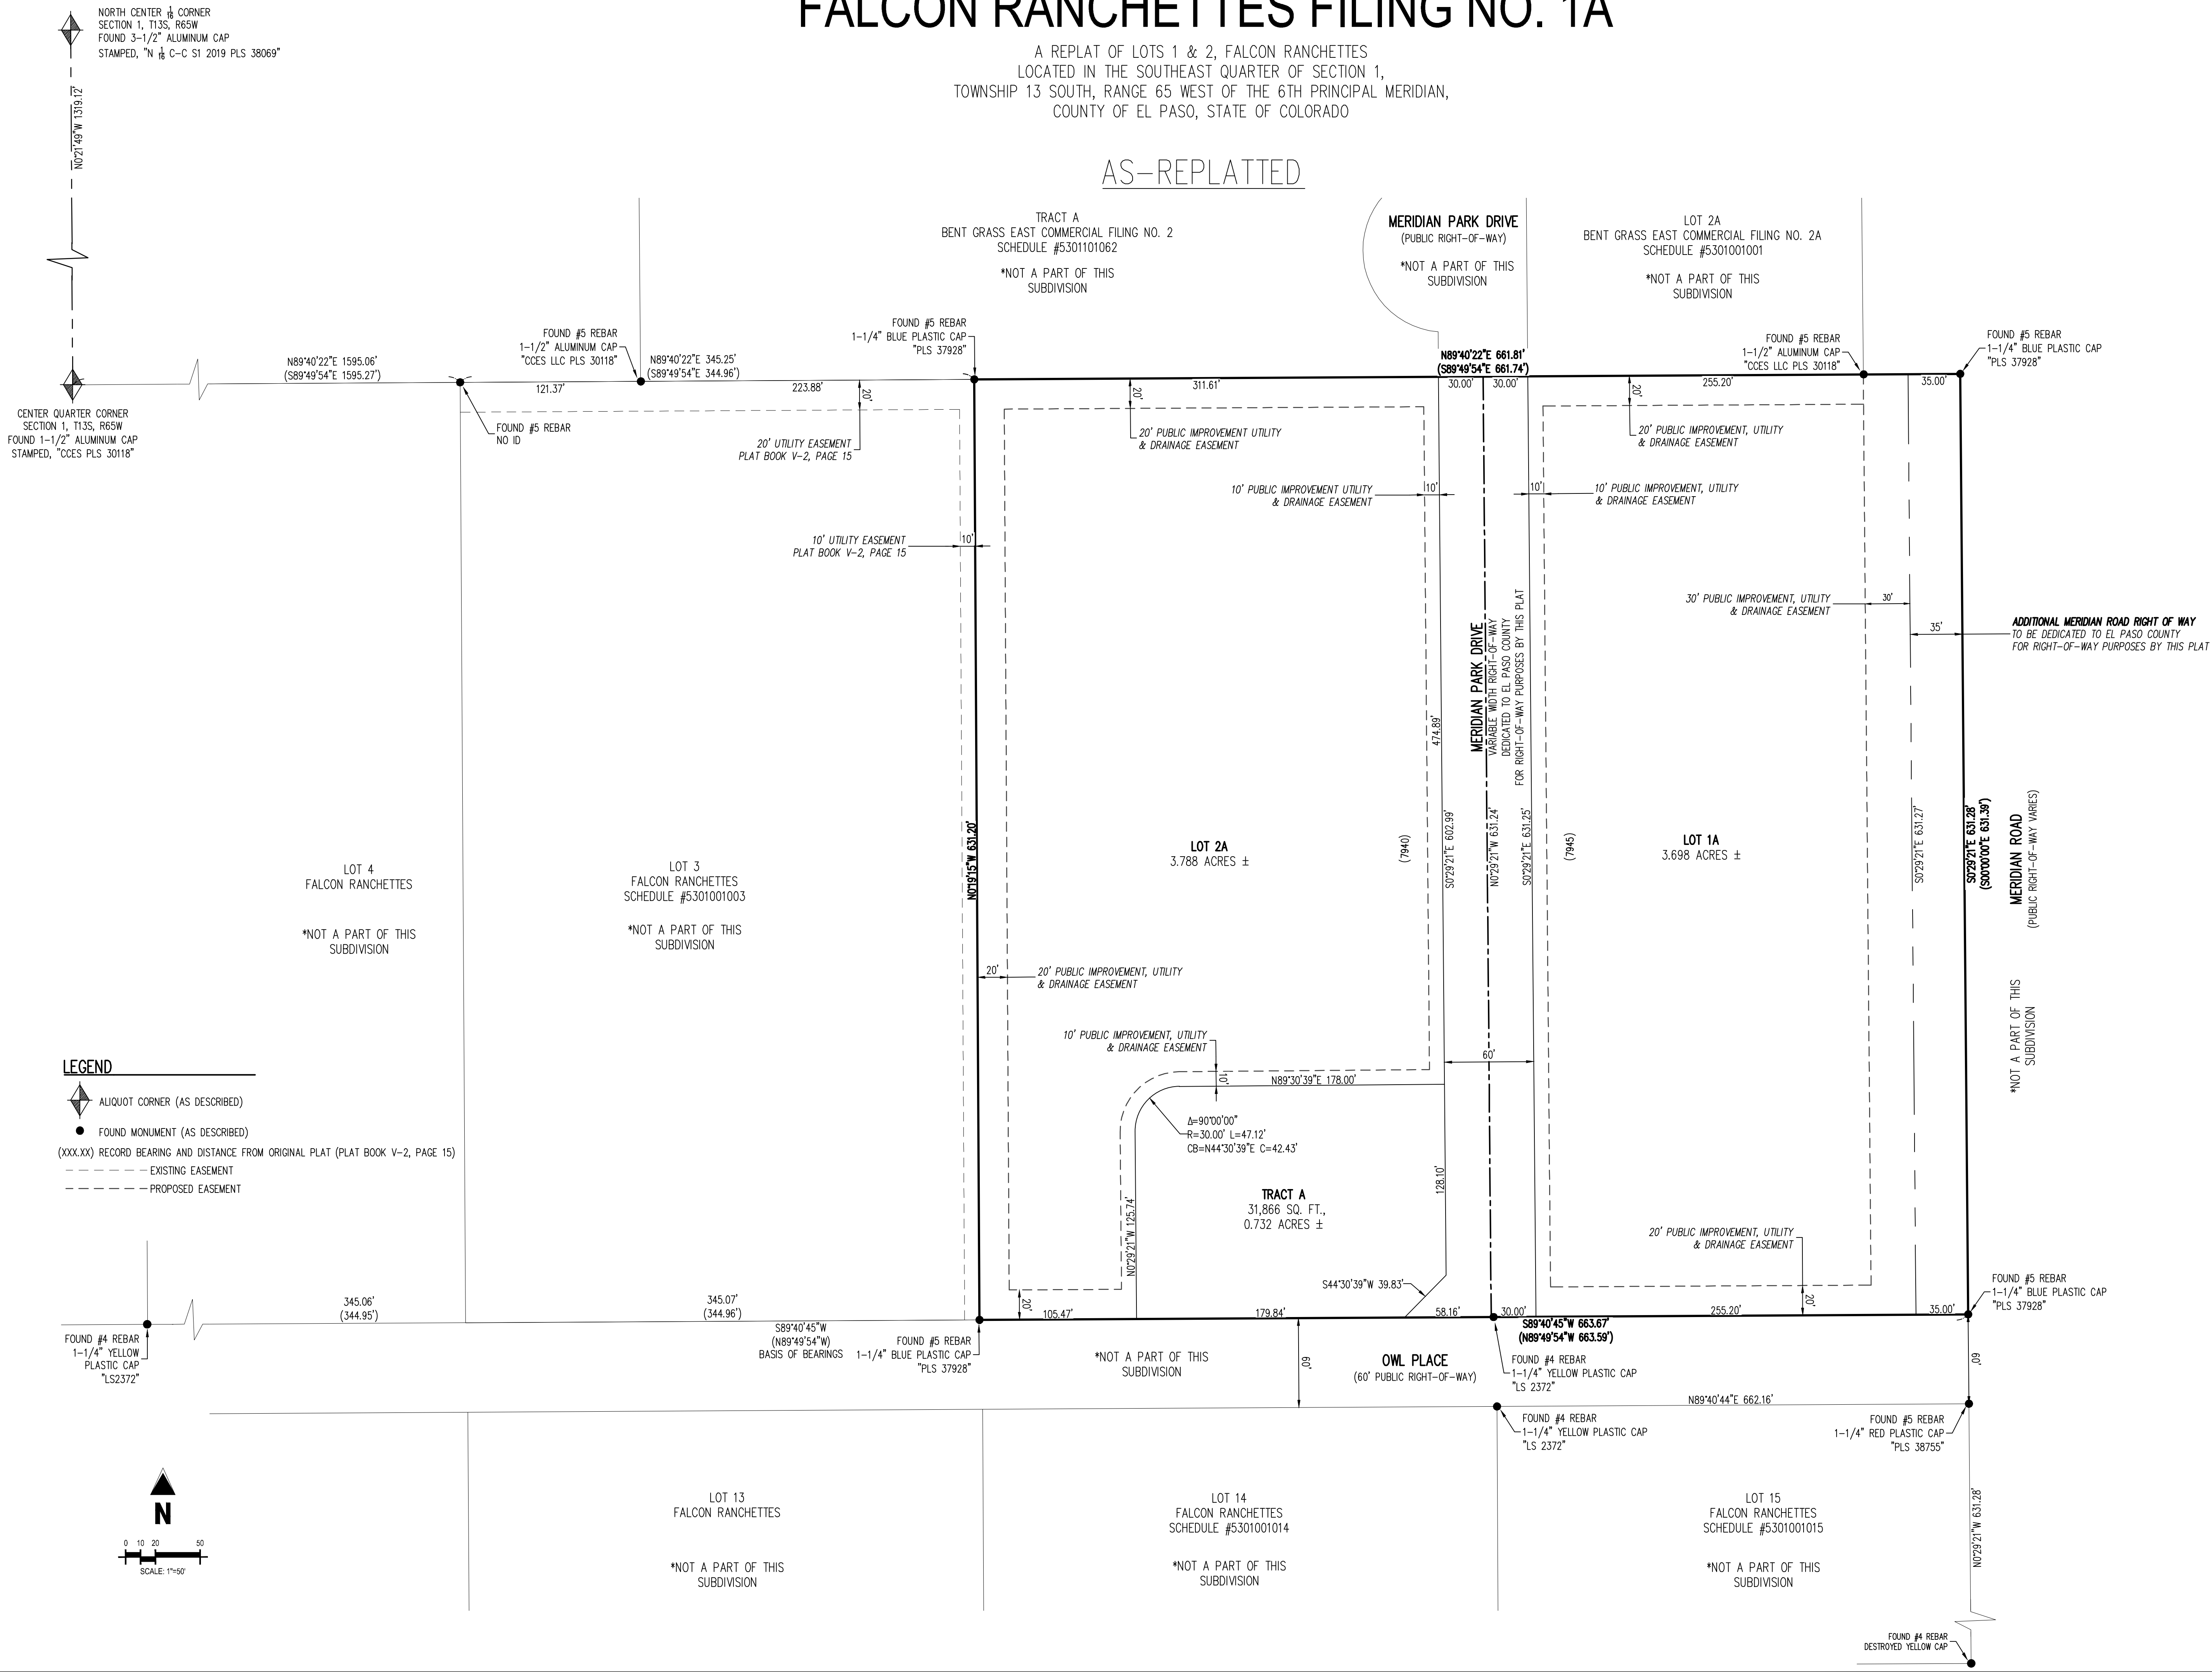 FALCON RANCHETTES FILING NO. 1A
A REPLAT OF LOTS 1 & 2, FALCON RANCHETTES
LOCATED IN THE SOUTHEAST QUARTER OF SECTION 1,
TOWNSHIP 13 SOUTH, RANGE 65 WEST OF THE 6TH PRINCIPAL MERIDIAN,
COUNTY OF EL PASO, STATE OF COLORADO
AS-REPLATTED
NORTH CENTER 1/16 CORNER
SECTION 1, T13S, R65W
FOUND 3-1/2" ALUMINUM CAP
STAMPED, "N 1/16 C-C S1 2019 PLS 38069"
N0°21'49"W 1319.12'
CENTER QUARTER CORNER
SECTION 1, T13S, R65W
FOUND 1-1/2" ALUMINUM CAP
STAMPED, "CCES PLS 30118"
N89°40'22"E 1595.06'
(S89°49'54"E 1595.27')
FOUND #5 REBAR
NO ID
121.37'
FOUND #5 REBAR
1-1/2" ALUMINUM CAP
"CCES LLC PLS 30118"
N89°40'22"E 345.25'
(S89°49'54"E 344.96')
223.88'
20'
20' UTILITY EASEMENT
PLAT BOOK V-2, PAGE 15
FOUND #5 REBAR
1-1/4" BLUE PLASTIC CAP
"PLS 37928"
TRACT A
BENT GRASS EAST COMMERCIAL FILING NO. 2
SCHEDULE #5301101062
*NOT A PART OF THIS
SUBDIVISION
MERIDIAN PARK DRIVE
(PUBLIC RIGHT-OF-WAY)
*NOT A PART OF THIS
SUBDIVISION
LOT 2A
BENT GRASS EAST COMMERCIAL FILING NO. 2A
SCHEDULE #5301001001
*NOT A PART OF THIS
SUBDIVISION
FOUND #5 REBAR
1-1/2" ALUMINUM CAP
"CCES LLC PLS 30118"
FOUND #5 REBAR
1-1/4" BLUE PLASTIC CAP
"PLS 37928"
N89°40'22"E 661.81'
(S89°49'54"E 661.74')
311.61'
30.00'
30.00'
255.20'
35.00'
20'
20' PUBLIC IMPROVEMENT UTILITY
& DRAINAGE EASEMENT
20'
20' PUBLIC IMPROVEMENT, UTILITY
& DRAINAGE EASEMENT
10' PUBLIC IMPROVEMENT UTILITY
& DRAINAGE EASEMENT
10'
10'
10' PUBLIC IMPROVEMENT, UTILITY
& DRAINAGE EASEMENT
10' UTILITY EASEMENT
PLAT BOOK V-2, PAGE 15
10'
30' PUBLIC IMPROVEMENT, UTILITY
& DRAINAGE EASEMENT
30'
35'
ADDITIONAL MERIDIAN ROAD RIGHT OF WAY
TO BE DEDICATED TO EL PASO COUNTY
FOR RIGHT-OF-WAY PURPOSES BY THIS PLAT
MERIDIAN PARK DRIVE
VARIABLE WIDTH RIGHT-OF-WAY
DEDICATED TO EL PASO COUNTY
FOR RIGHT-OF-WAY PURPOSES BY THIS PLAT
474.89'
N0°19'15"W 631.20'
(7940)
S0°29'21"E 602.99'
N0°29'21"W 631.24'
S0°29'21"E 631.25'
(7945)
S0°29'21"E 631.27'
S0°29'21"E 631.28'
(S00°00'00"E 631.39')
MERIDIAN ROAD
(PUBLIC RIGHT-OF-WAY VARIES)
*NOT A PART OF THIS
SUBDIVISION
LOT 4
FALCON RANCHETTES
*NOT A PART OF THIS
SUBDIVISION
LOT 3
FALCON RANCHETTES
SCHEDULE #5301001003
*NOT A PART OF THIS
SUBDIVISION
LOT 2A
3.788 ACRES ±
LOT 1A
3.698 ACRES ±
20'
20' PUBLIC IMPROVEMENT, UTILITY
& DRAINAGE EASEMENT
10' PUBLIC IMPROVEMENT, UTILITY
& DRAINAGE EASEMENT
10'
N89°30'39"E 178.00'
60'
Δ=90°00'00"
R=30.00' L=47.12'
CB=N44°30'39"E C=42.43'
N0°29'21"W 125.74'
TRACT A
31,866 SQ. FT.,
0.732 ACRES ±
128.10'
S44°30'39"W 39.83'
20' PUBLIC IMPROVEMENT, UTILITY
& DRAINAGE EASEMENT
20'
20'
LEGEND
ALIQUOT CORNER (AS DESCRIBED)
FOUND MONUMENT (AS DESCRIBED)
(XXX.XX) RECORD BEARING AND DISTANCE FROM ORIGINAL PLAT (PLAT BOOK V-2, PAGE 15)
EXISTING EASEMENT
PROPOSED EASEMENT
FOUND #4 REBAR
1-1/4" YELLOW
PLASTIC CAP
"LS2372"
345.06'
(344.95')
345.07'
(344.96')
S89°40'45"W
(N89°49'54"W)
BASIS OF BEARINGS
FOUND #5 REBAR
1-1/4" BLUE PLASTIC CAP
"PLS 37928"
105.47'
179.84'
58.16'
30.00'
255.20'
35.00'
S89°40'45"W 663.67'
(N89°49'54"W 663.59')
FOUND #5 REBAR
1-1/4" BLUE PLASTIC CAP
"PLS 37928"
*NOT A PART OF THIS
SUBDIVISION
60'
OWL PLACE
(60' PUBLIC RIGHT-OF-WAY)
FOUND #4 REBAR
1-1/4" YELLOW PLASTIC CAP
"LS 2372"
60'
N89°40'44"E 662.16'
FOUND #4 REBAR
1-1/4" YELLOW PLASTIC CAP
"LS 2372"
FOUND #5 REBAR
1-1/4" RED PLASTIC CAP
"PLS 38755"
N
0 10 20 50
SCALE: 1"=50'
LOT 13
FALCON RANCHETTES
*NOT A PART OF THIS
SUBDIVISION
LOT 14
FALCON RANCHETTES
SCHEDULE #5301001014
*NOT A PART OF THIS
SUBDIVISION
LOT 15
FALCON RANCHETTES
SCHEDULE #5301001015
*NOT A PART OF THIS
SUBDIVISION
N0°29'21"W 631.28'
FOUND #4 REBAR
DESTROYED YELLOW CAP